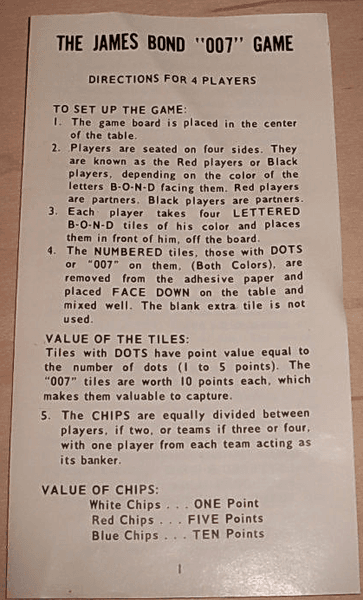 THE JAMES BOND "007" GAME
DIRECTIONS FOR 4 PLAYERS
TO SET UP THE GAME:
1. The game board is placed in the center
of the table.
2. Players are seated on four sides. They
are known as the Red players or Black
players, depending on the color of the
letters B-O-N-D facing them. Red players
are partners. Black players are partners.
3. Each player takes four LETTERED
B-O-N-D tiles of his color and places
them in front of him, off the board.
4. The NUMBERED tiles, those with DOTS
or "007" on them, (Both Colors), are
removed from the adhesive paper and
placed FACE DOWN on the table and
mixed well. The blank extra tile is not
used.
VALUE OF THE TILES:
Tiles with DOTS have point value equal to
the number of dots (1 to 5 points). The
"007" tiles are worth 10 points each, which
makes them valuable to capture.
5. The CHIPS are equally divided between
players, if two, or teams if three or four,
with one player from each team acting as
its banker.
VALUE OF CHIPS:
White Chips . . . ONE Point
Red Chips . . . FIVE Points
Blue Chips . . . TEN Points
1